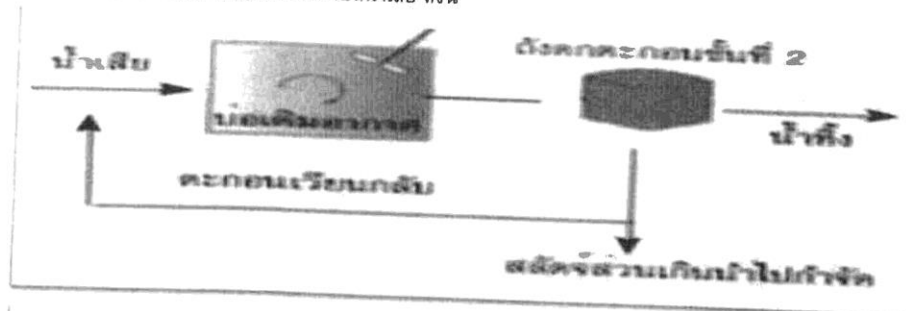 น้ำเสีย
ถังตกตะกอนขั้นที่ 2
บ่อเติมอากาศ
น้ำทิ้ง
ตะกอนเวียนกลับ
สลัดจ์ส่วนเกินนำไปกำจัด